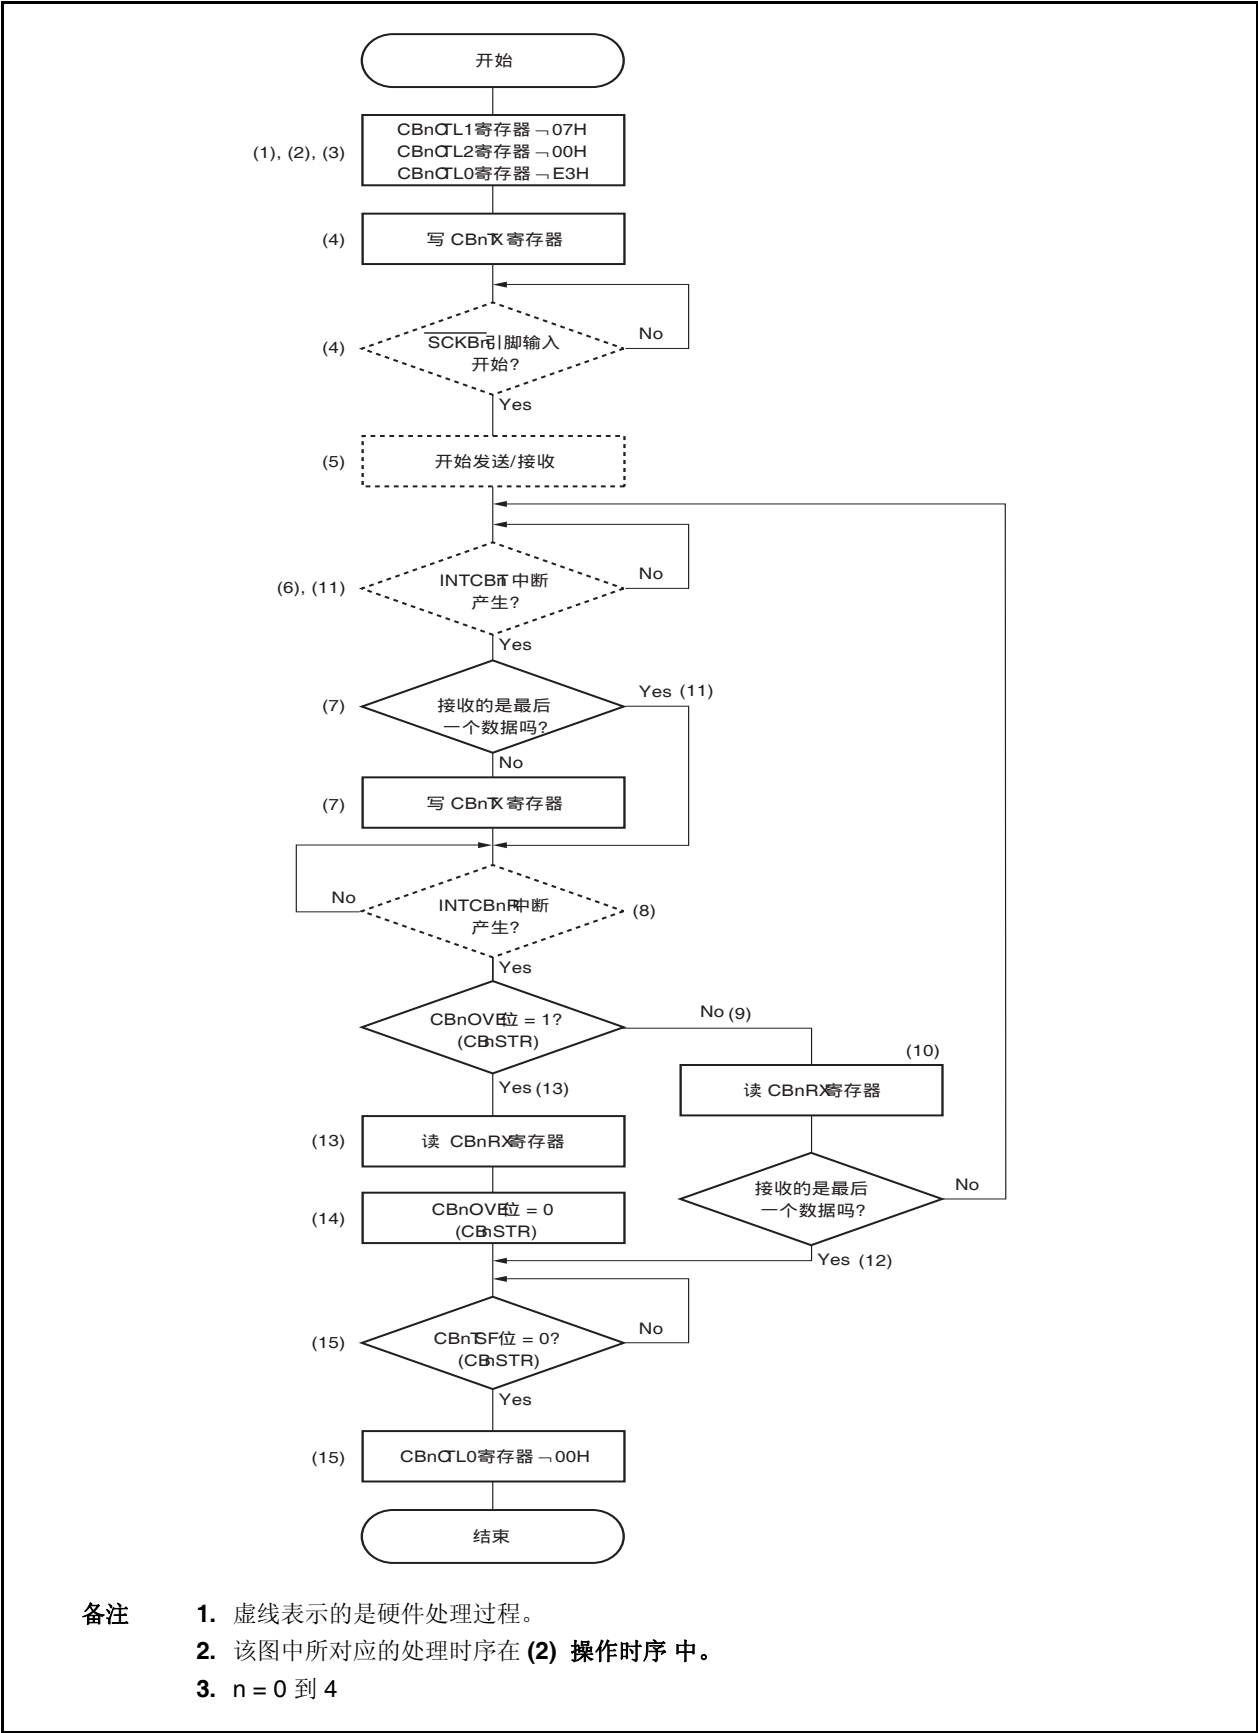 开始
(1), (2), (3)
CBnCTL1寄存器 ¬ 07H
CBnCTL2寄存器 ¬ 00H
CBnCTL0寄存器 ¬ E3H
(4)
写 CBnTX 寄存器
(4)
SCKBn引脚输入
开始?
No
Yes
(5)
开始发送/接收
(6), (11)
INTCBnT 中断
产生?
No
Yes
(7)
接收的是最后
一个数据吗?
Yes (11)
No
(7)
写 CBnTX 寄存器
No
INTCBnR中断
产生?
(8)
Yes
CBnOVE位 = 1?
(CBnSTR)
No (9)
Yes (13)
(10)
读 CBnRX寄存器
(13)
读 CBnRX寄存器
接收的是最后
一个数据吗?
No
(14)
CBnOVE位 = 0
(CBnSTR)
Yes (12)
(15)
CBnTSF位 = 0?
(CBnSTR)
No
Yes
(15)
CBnCTL0寄存器 ¬ 00H
结束
备注 1. 虚线表示的是硬件处理过程。
2. 该图中所对应的处理时序在 (2) 操作时序 中。
3. n = 0 到 4